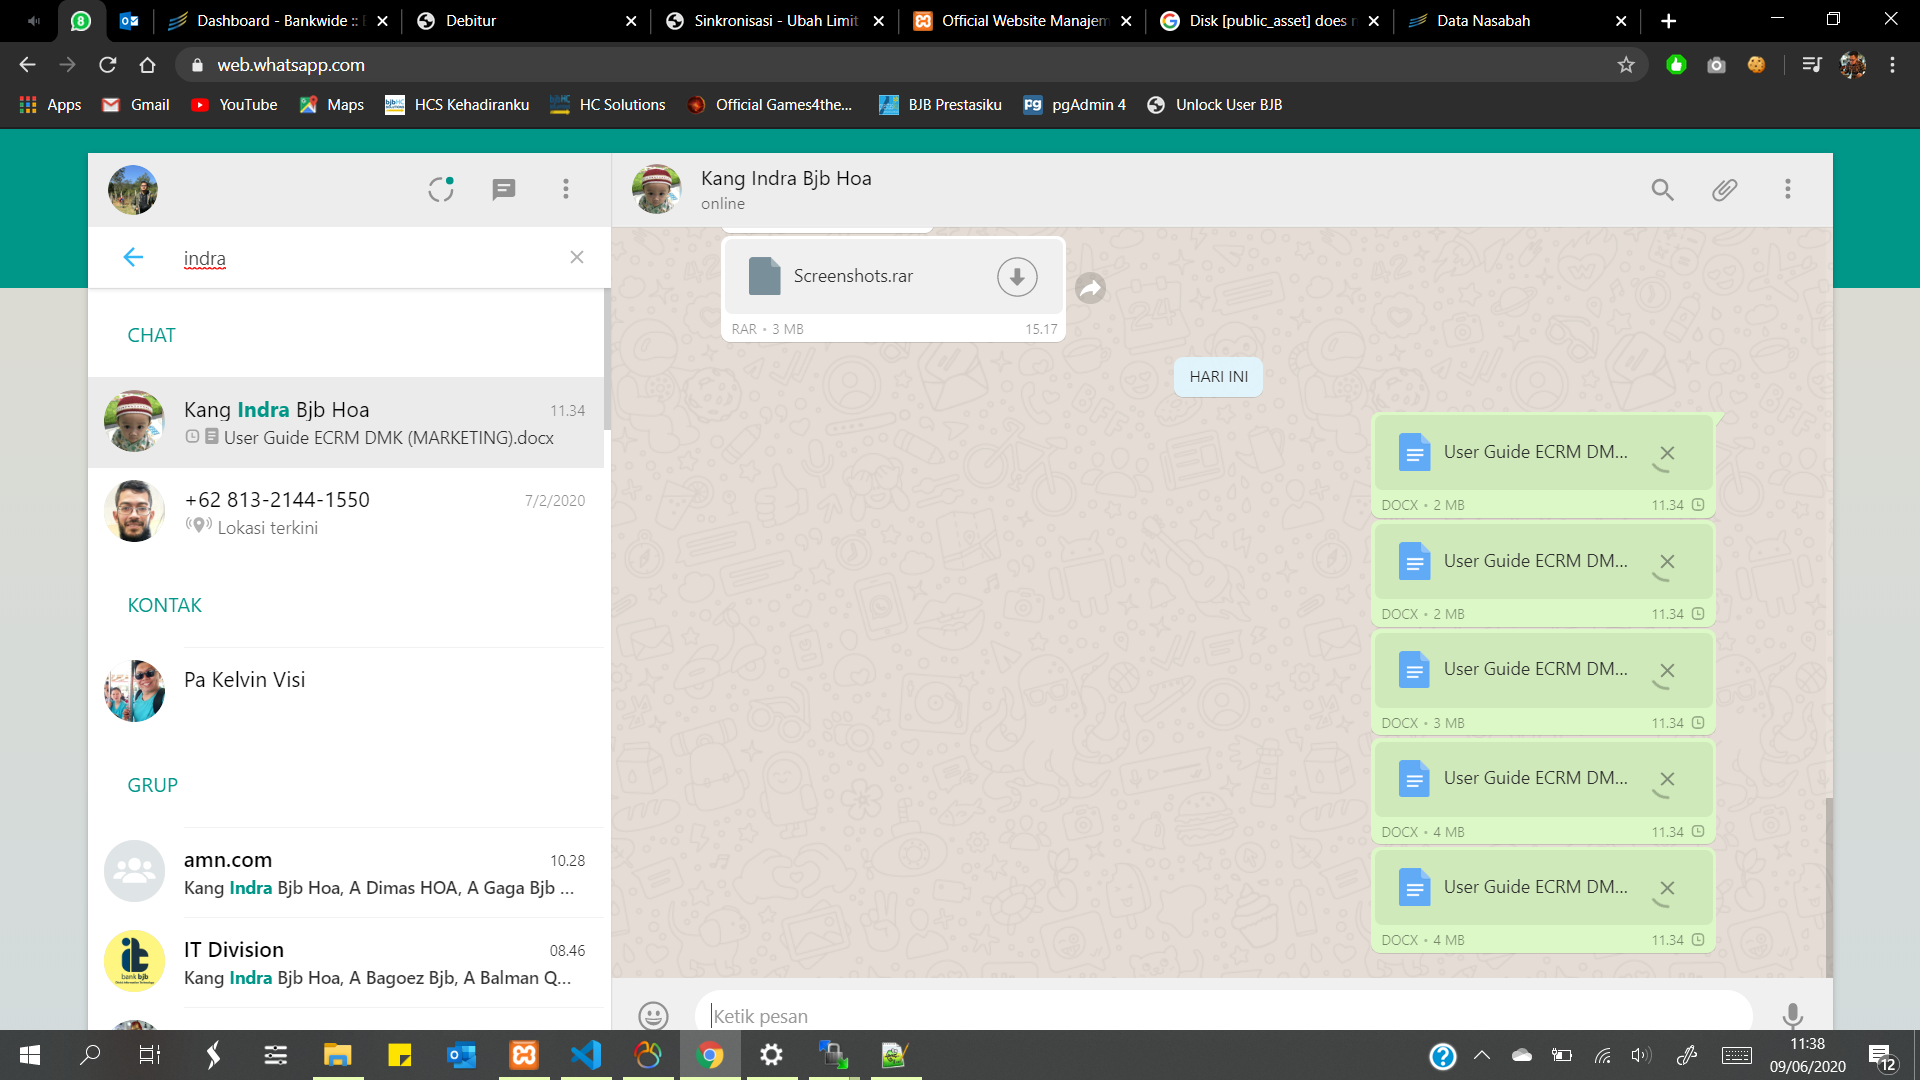 Dashboard - Bankwide ::
Debitur
Sinkronisasi - Ubah Limit
Official Website Manajem
Disk [public_asset] does n
Data Nasabah
web.whatsapp.com
Apps
Gmail
YouTube
Maps
HCS Kehadiranku
HC Solutions
Official Games4the...
BJB Prestasiku
pgAdmin 4
Unlock User BJB
Kang Indra Bjb Hoa
online
indra
CHAT
Kang Indra Bjb Hoa
11.34
User Guide ECRM DMK (MARKETING).docx
+62 813-2144-1550
7/2/2020
Lokasi terkini
KONTAK
Pa Kelvin Visi
GRUP
amn.com
10.28
Kang Indra Bjb Hoa, A Dimas HOA, A Gaga Bjb ...
IT Division
08.46
Kang Indra Bjb Hoa, A Bagoez Bjb, A Balman Q...
it
bank bjb
Screenshots.rar
RAR • 3 MB
15.17
HARI INI
User Guide ECRM DM...
DOCX • 2 MB
11.34
User Guide ECRM DM...
DOCX • 2 MB
11.34
User Guide ECRM DM...
DOCX • 3 MB
11.34
User Guide ECRM DM...
DOCX • 4 MB
11.34
User Guide ECRM DM...
DOCX • 4 MB
11.34
Ketik pesan
11:38
09/06/2020
12